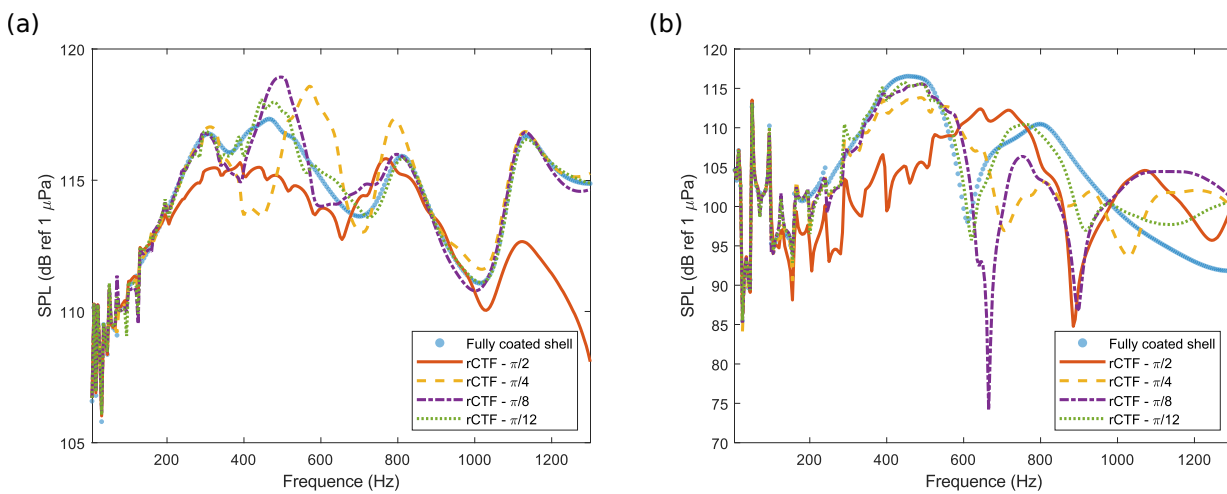 (a)
120
115
110
105
SPL (dB ref 1 μPa)
200 400 600 800 1000 1200
Frequence (Hz)
Fully coated shell
rCTF - π/2
rCTF - π/4
rCTF - π/8
rCTF - π/12
(b)
120
115
110
105
100
95
90
85
80
75
70
SPL (dB ref 1 μPa)
200 400 600 800 1000 1200
Frequence (Hz)
Fully coated shell
rCTF - π/2
rCTF - π/4
rCTF - π/8
rCTF - π/12